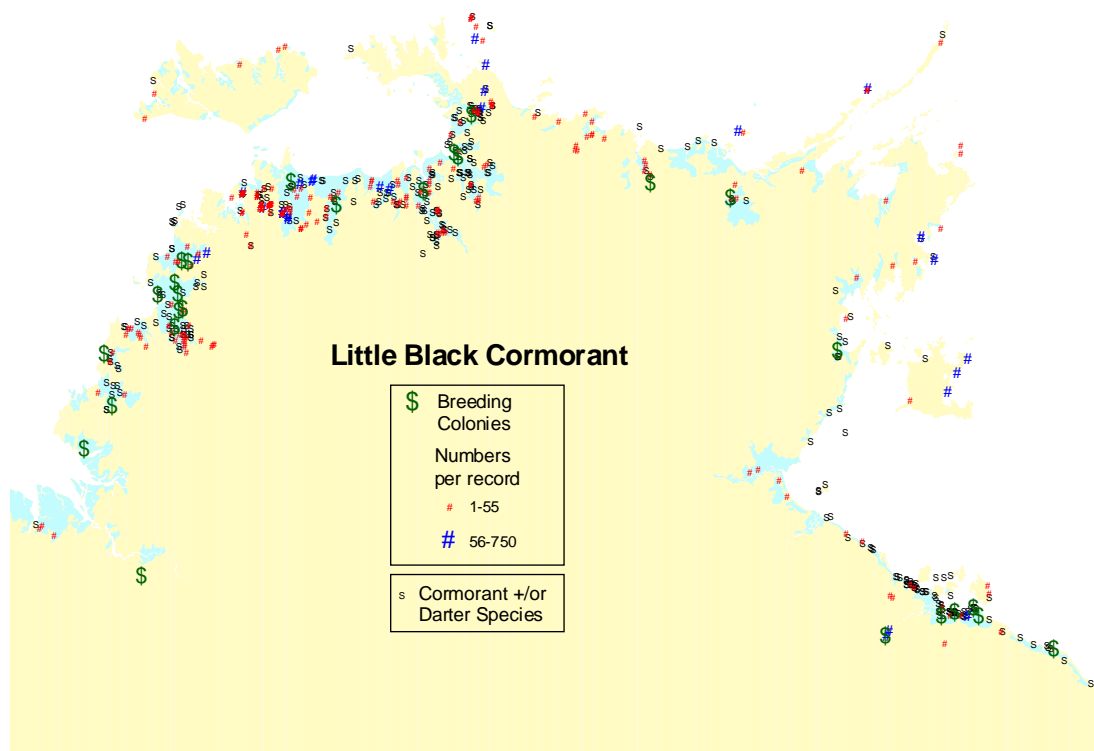 Little Black Cormorant
$ Breeding
Colonies
Numbers
per record
# 1-55
# 56-750
s Cormorant +/or
Darter Species